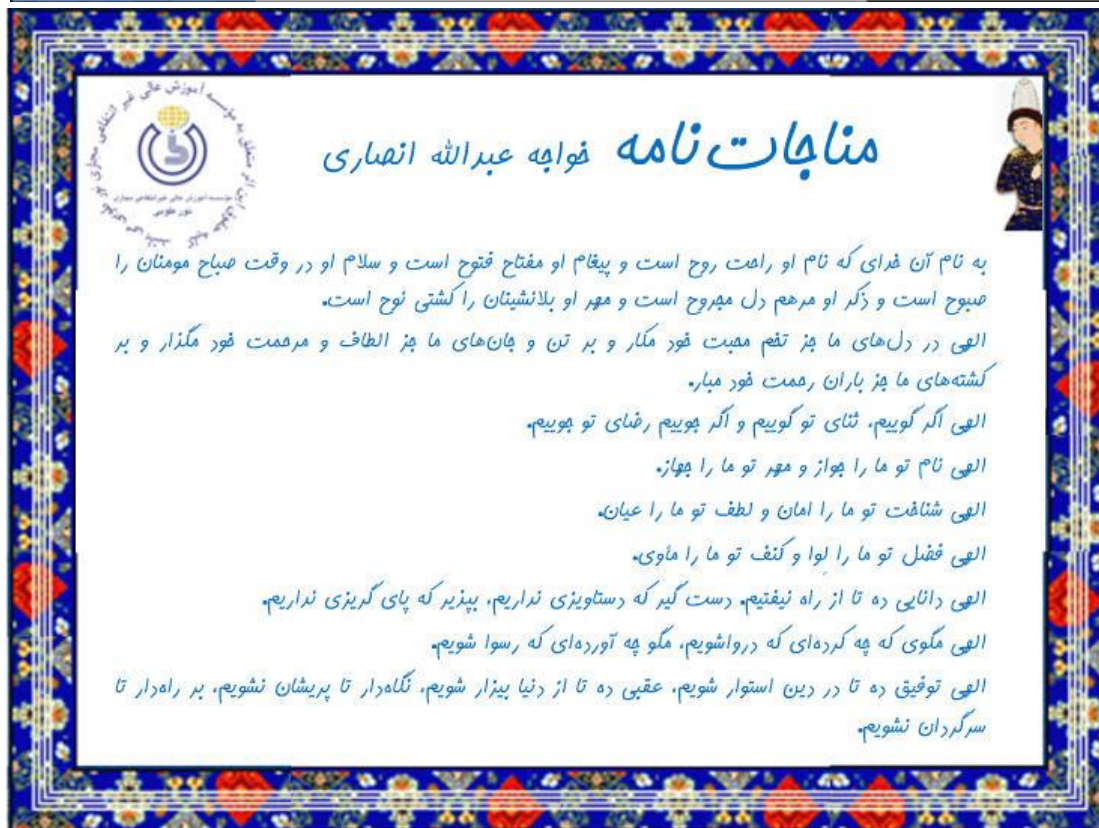 مناجات نامه خواجه عبدالله انصاری
مؤسسه آموزش عالی غیرانتفاعی مجازی
نور طوبی
به نام آن خدای که نام او راحت روح است و پیغام او مفتاح فتوح است و سلام او در وقت صباح مومنان را
صبوح است و ذکر او مرهم دل مجروح است و مهر او بلانشینان را کشتی نوح است.
الهی در دل‌های ما جز تخم محبت خود مکار و بر تن و جان‌های ما جز الطاف و مرحمت خود مگذار و بر
کشته‌های ما جز باران رحمت خود مبار.
الهی اگر گوییم، ثنای تو گوییم و اگر جوییم رضای تو جوییم.
الهی نام تو ما را جواز و مهر تو ما را جهاز.
الهی شناخت تو ما را امان و لطف تو ما را عیان.
الهی فضل تو ما را لِوا و کنف تو ما را ماوی.
الهی دانایی ده تا از راه نیفتیم. دست گیر که دستاویزی نداریم، بپذیر که پای گریزی نداریم.
الهی مگوی که چه کرده‌ای که درواشویم، مگو چه آورده‌ای که رسوا شویم.
الهی توفیق ده تا در دین استوار شویم، عقبی ده تا از دنیا بیزار شویم، نگاه‌دار تا پریشان نشویم، بر راه‌دار تا
سرگردان نشویم.